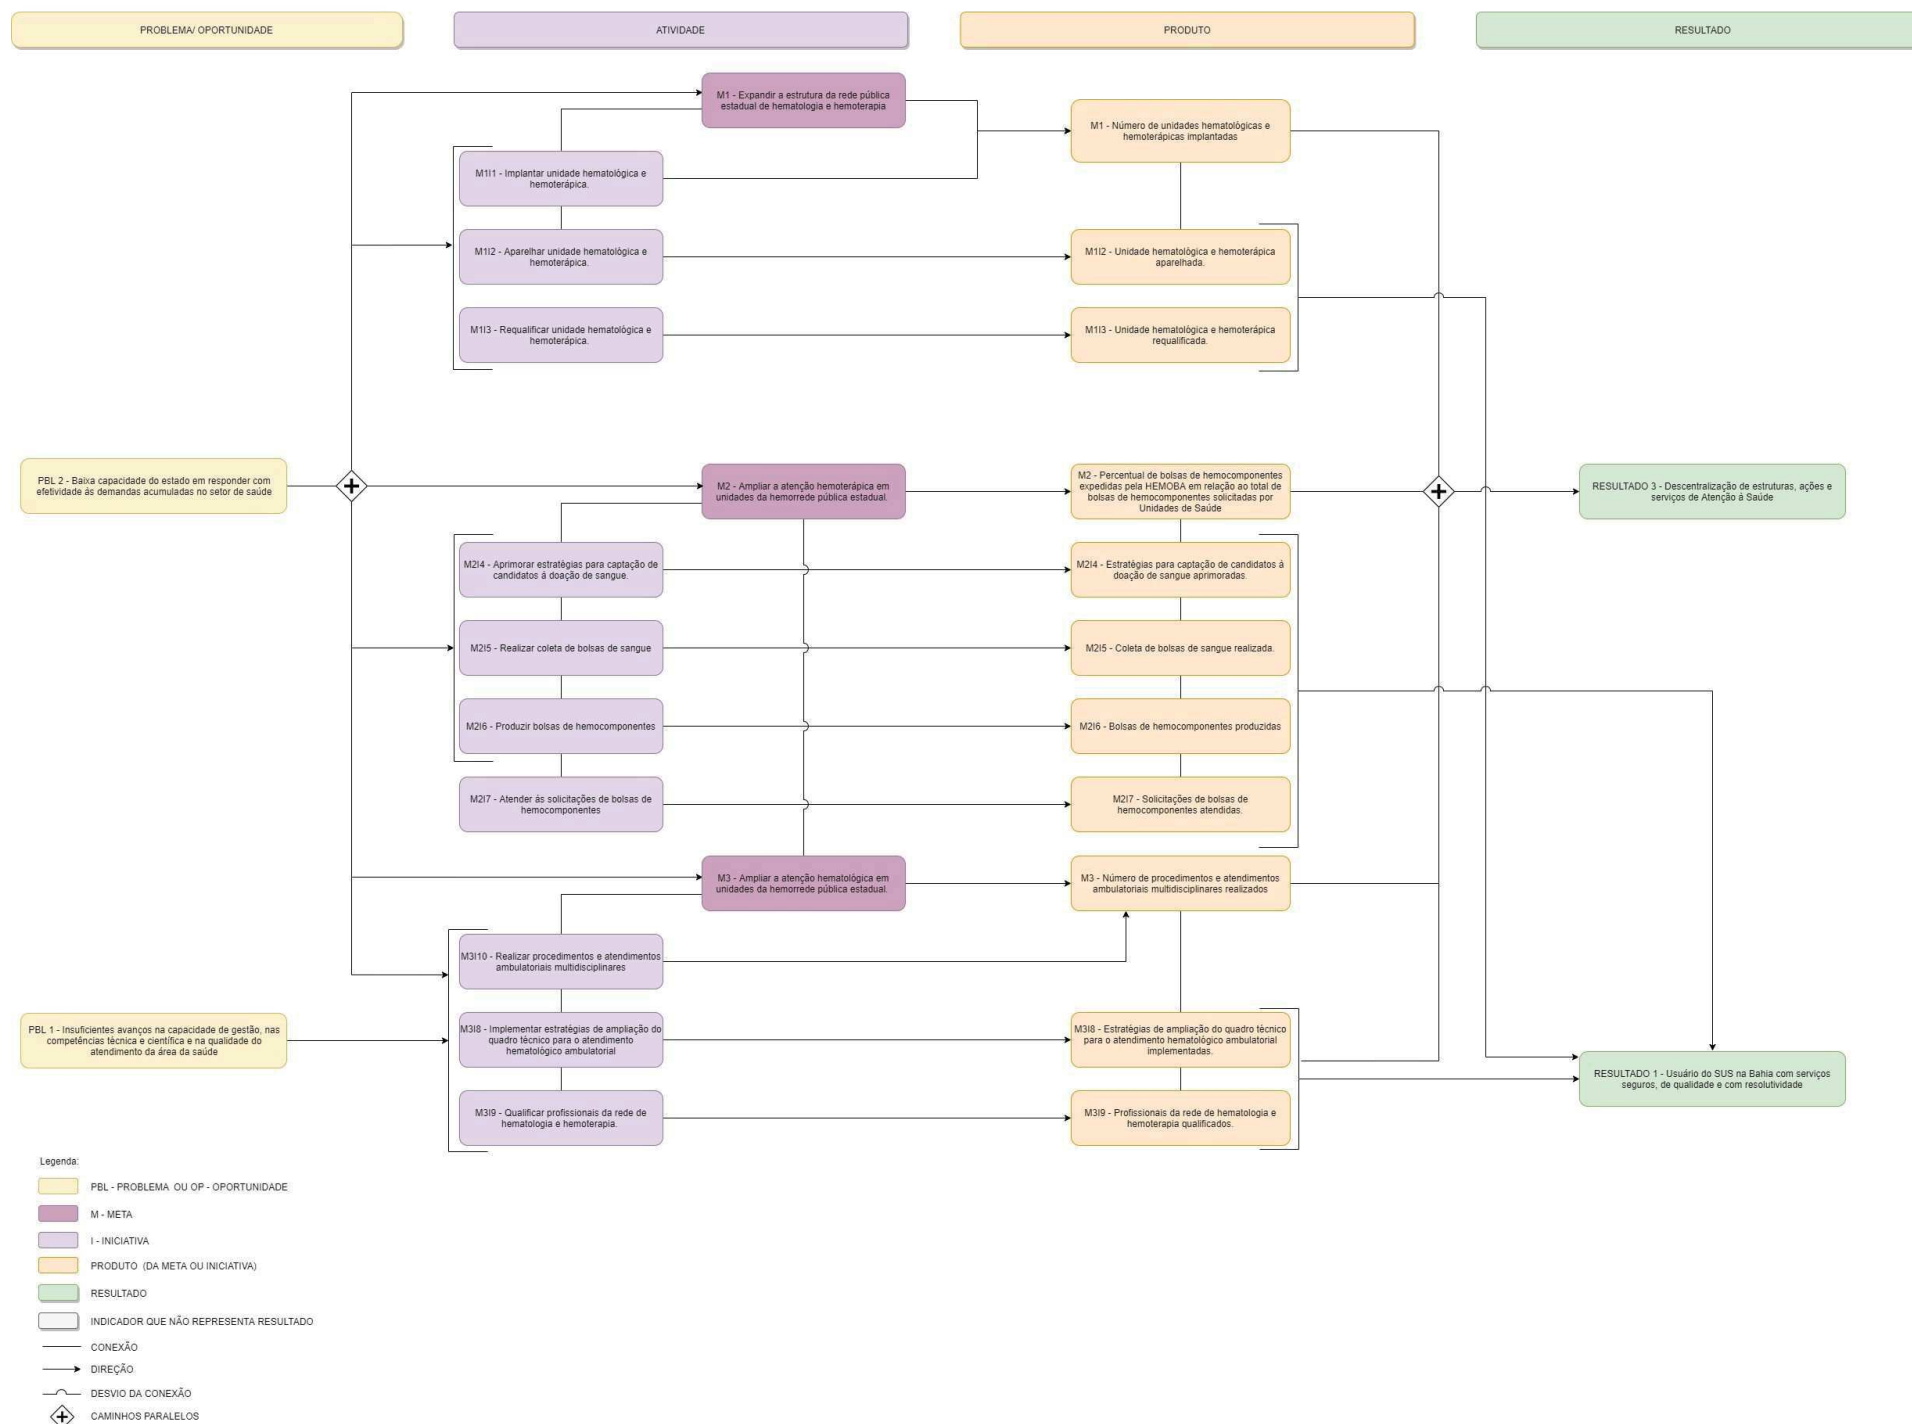 PROBLEMA/ OPORTUNIDADE
ATIVIDADE
PRODUTO
RESULTADO
M1 - Expandir a estrutura da rede pública
estadual de hematologia e hemoterapia
M1 - Número de unidades hematológicas e
hemoterápicas implantadas
M1I1 - Implantar unidade hematológica e
hemoterápica.
M1I2 - Aparelhar unidade hematológica e
hemoterápica.
M1I2 - Unidade hematológica e hemoterápica
aparelhada.
M1I3 - Requalificar unidade hematológica e
hemoterápica.
M1I3 - Unidade hematológica e hemoterápica
requalificada.
PBL 2 - Baixa capacidade do estado em responder com
efetividade ás demandas acumuladas no setor de saúde
M2 - Ampliar a atenção hemoterápica em
unidades da hemorrede pública estadual.
M2 - Percentual de bolsas de hemocomponentes
expedidas pela HEMOBA em relação ao total de
bolsas de hemocomponentes solicitadas por
Unidades de Saúde
RESULTADO 3 - Descentralização de estruturas, ações e
serviços de Atenção á Saúde
M2I4 - Aprimorar estratégias para captação de
candidatos á doação de sangue.
M2I4 - Estratégias para captação de candidatos á
doação de sangue aprimoradas.
M2I5 - Realizar coleta de bolsas de sangue
M2I5 - Coleta de bolsas de sangue realizada.
M2I6 - Produzir bolsas de hemocomponentes
M2I6 - Bolsas de hemocomponentes produzidas
M2I7 - Atender ás solicitações de bolsas de
hemocomponentes
M2I7 - Solicitações de bolsas de
hemocomponentes atendidas.
M3 - Ampliar a atenção hematológica em
unidades da hemorrede pública estadual.
M3 - Número de procedimentos e atendimentos
ambulatoriais multidisciplinares realizados
M3I10 - Realizar procedimentos e atendimentos
ambulatoriais multidisciplinares
PBL 1 - Insuficientes avanços na capacidade de gestão, nas
competências técnica e científica e na qualidade do
atendimento da área da saúde
M3I8 - Implementar estratégias de ampliação do
quadro técnico para o atendimento
hematológico ambulatorial
M3I8 - Estratégias de ampliação do quadro técnico
para o atendimento hematológico ambulatorial
implementadas.
RESULTADO 1 - Usuário do SUS na Bahia com serviços
seguros, de qualidade e com resolutividade
M3I9 - Qualificar profissionais da rede de
hematologia e hemoterapia.
M3I9 - Profissionais da rede de hematologia e
hemoterapia qualificados.
Legenda:
PBL - PROBLEMA OU OP - OPORTUNIDADE
M - META
I - INICIATIVA
PRODUTO (DA META OU INICIATIVA)
RESULTADO
INDICADOR QUE NÃO REPRESENTA RESULTADO
CONEXÃO
DIREÇÃO
DESVIO DA CONEXÃO
CAMINHOS PARALELOS